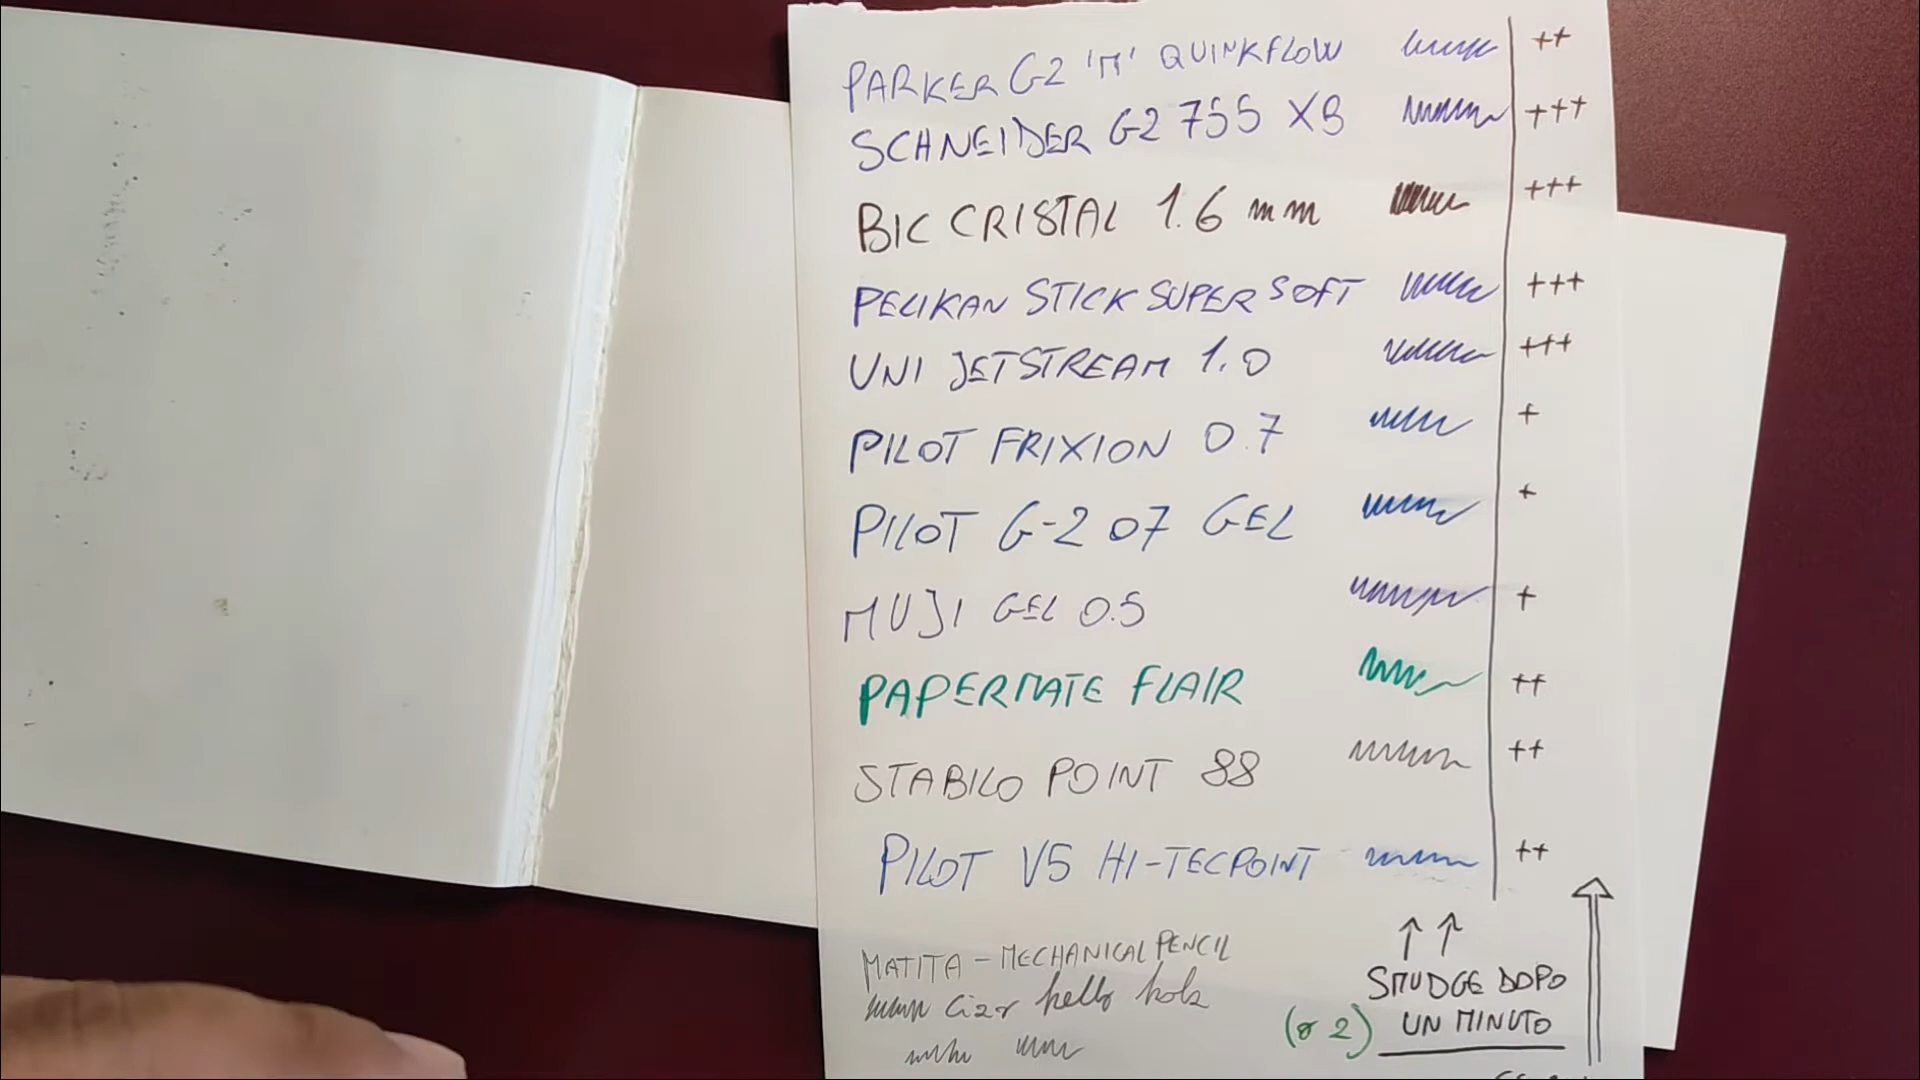 PARKER G2 'M' QUINKFLOW ++
SCHNEIDER G2 755 XB +++
BIC CRISTAL 1.6 mm +++
PELIKAN STICK SUPER SOFT +++
UNI JETSTREAM 1.0 +++
PILOT FRIXION 0.7 +
PILOT G-2 07 GEL +
MUJI GEL 0.5 +
PAPERMATE FLAIR ++
STABILO POINT 88 ++
PILOT V5 HI-TECPOINT ++
MATITA - MECHANICAL PENCIL
hello
↑ ↑
SMUDGE DOPO
(o 2) UN MINUTO